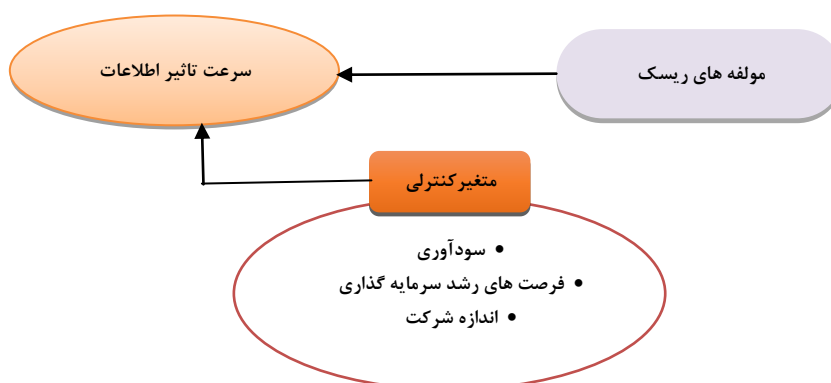 مولفه های ریسک
سرعت تاثیر اطلاعات
متغیرکنترلی
• سودآوری
• فرصت های رشد سرمایه گذاری
• اندازه شرکت